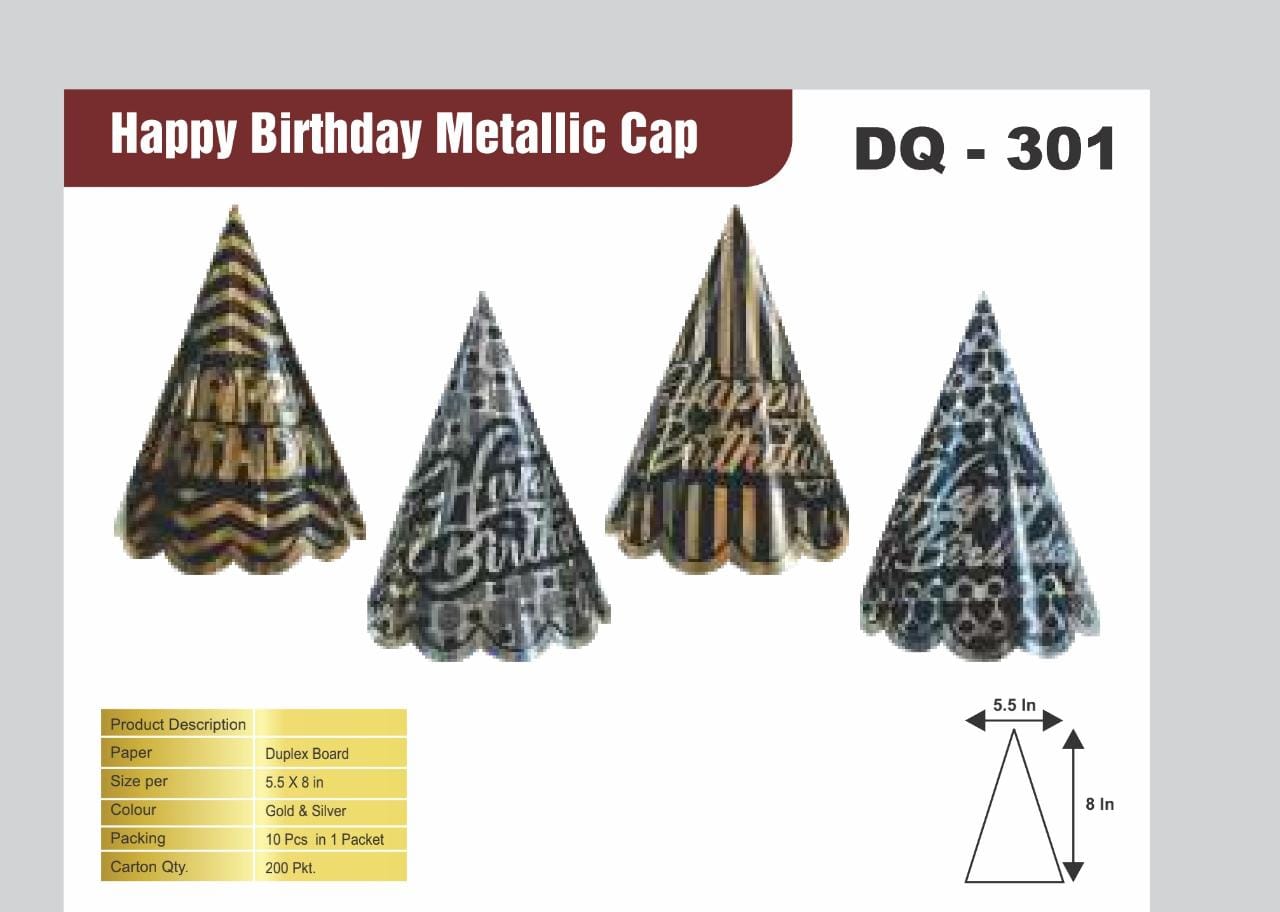 Happy Birthday Metallic Cap
DQ - 301
Happy
Birthday
Product Description
Paper Duplex Board
Size per 5.5 X 8 in
Colour Gold & Silver
Packing 10 Pcs in 1 Packet
Carton Qty. 200 Pkt.
5.5 In
8 In